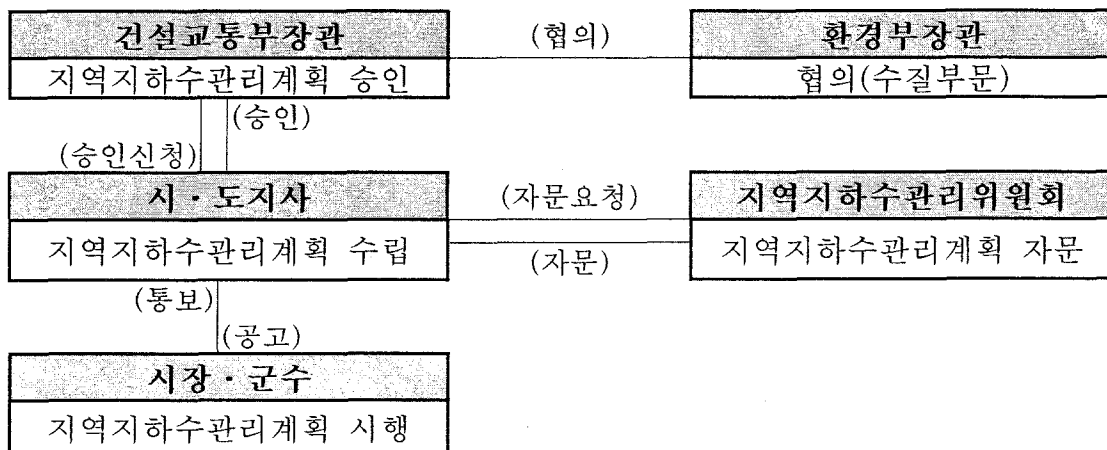 건설교통부장관 (협의) 환경부장관
지역지하수관리계획 승인 협의(수질부문)
(승인)
(승인신청)
시·도지사 (자문요청) 지역지하수관리위원회
지역지하수관리계획 수립 (자문) 지역지하수관리계획 자문
(통보)
(공고)
시장·군수
지역지하수관리계획 시행